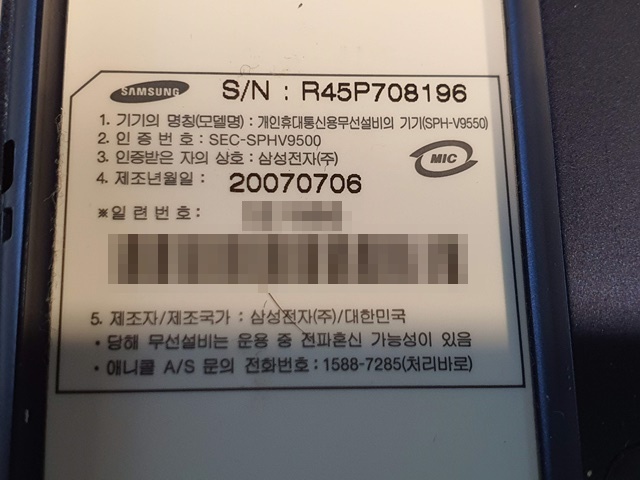 SAMSUNG S/N : R45P708196
1. 기기의 명칭(모델명) : 개인휴대통신용무선설비의 기기(SPH-V9550)
2. 인 증 번 호 : SEC-SPHV9500
3. 인증받은 자의 상호 : 삼성전자(주)
MIC
4. 제조년월일 : 20070706
※일 련 번 호 :
5. 제조자/제조국가 : 삼성전자(주)/대한민국
• 당해 무선설비는 운용 중 전파혼신 가능성이 있음
• 애니콜 A/S 문의 전화번호 : 1588-7285(처리바로)